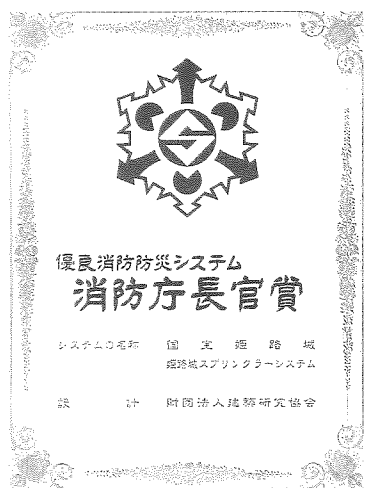 優良消防防災システム
消防庁長官賞
システムの名称 国宝姫路城
姫路城スプリンクラーシステム
設計 財団法人建築研究協会